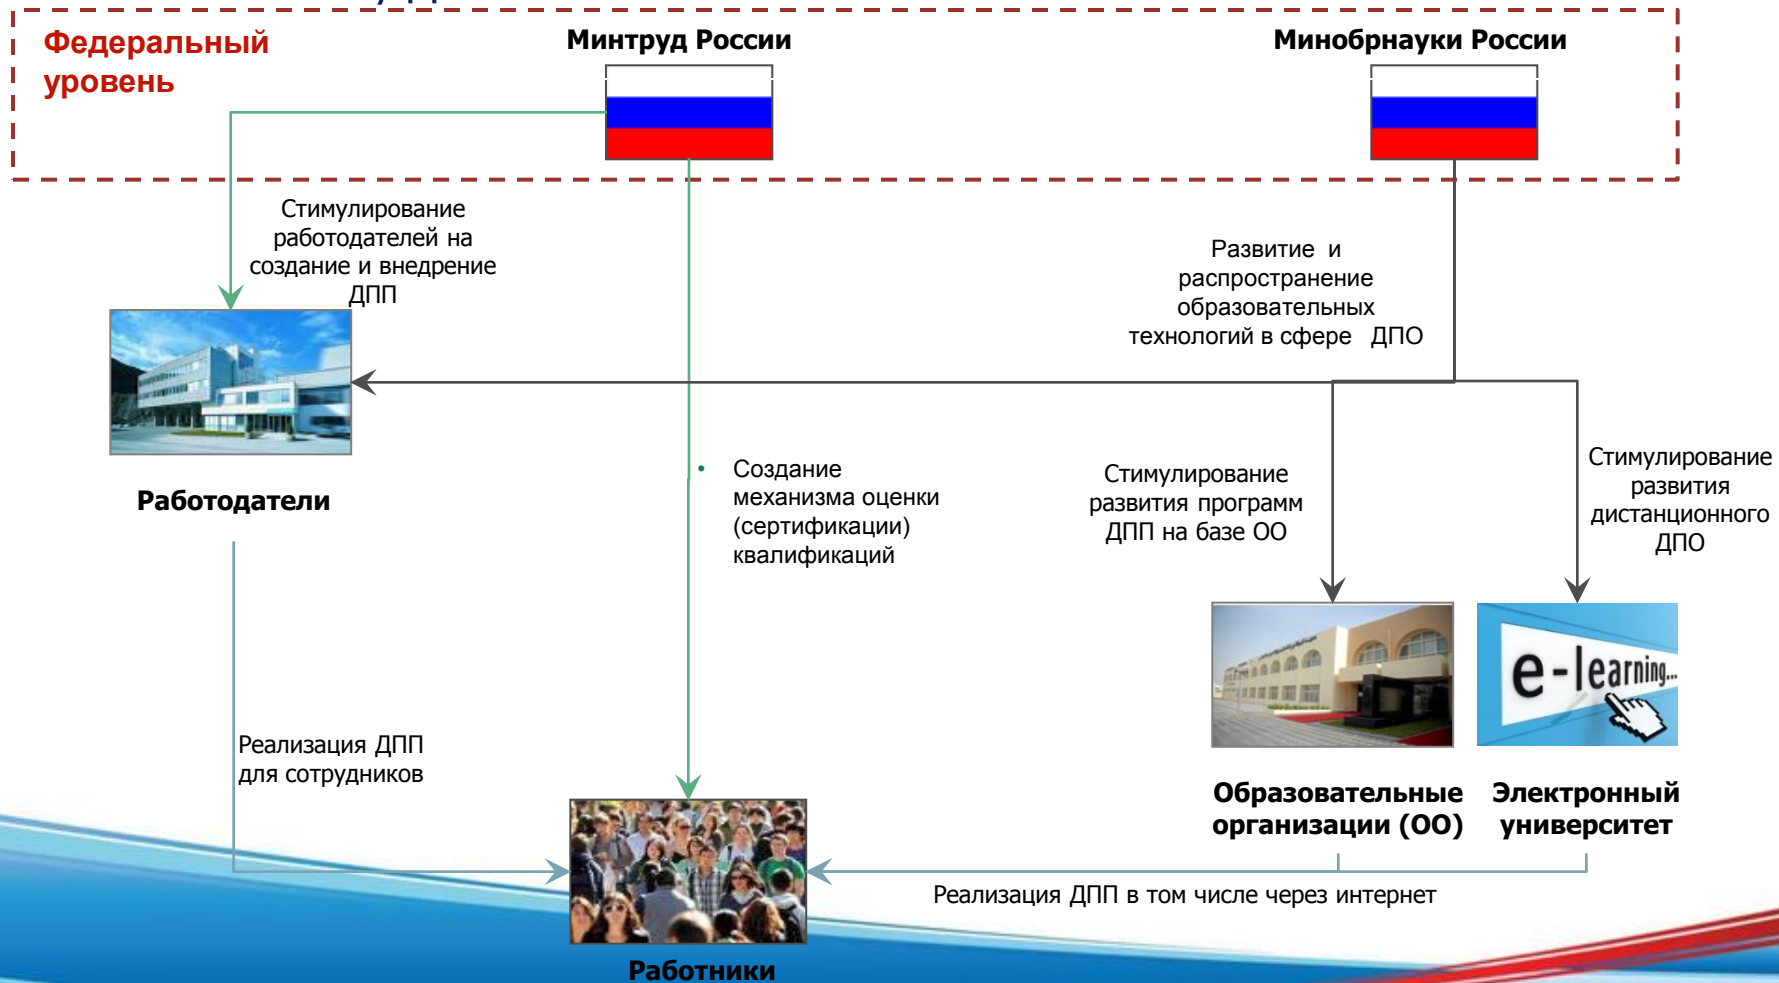 Федеральный
уровень
Минтруд России
Минобрнауки России
Стимулирование
работодателей на
создание и внедрение
ДПП
Развитие и
распространение
образовательных
технологий в сфере ДПО
Работодатели
• Создание
механизма оценки
(сертификации)
квалификаций
Стимулирование
развития программ
ДПП на базе ОО
Стимулирование
развития
дистанционного
ДПО
e-learning...
Реализация ДПП
для сотрудников
Образовательные
организации (ОО)
Электронный
университет
Реализация ДПП в том числе через интернет
Работники